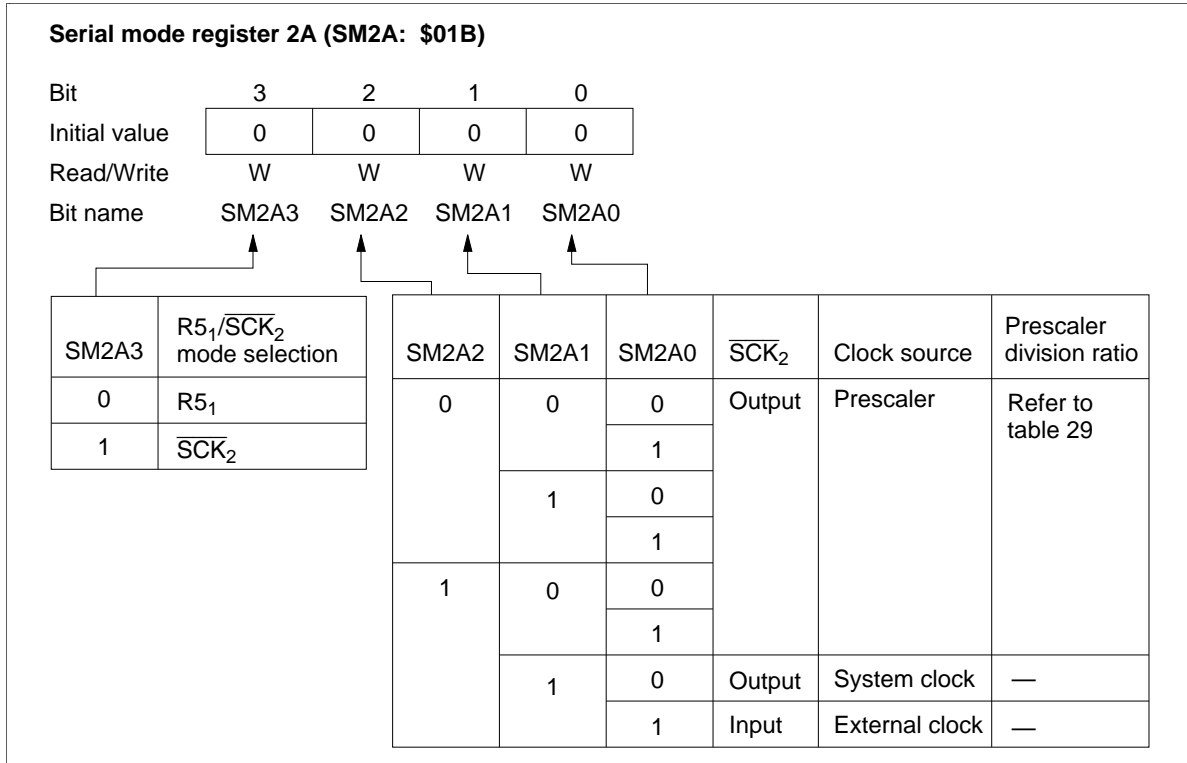 Serial mode register 2A (SM2A: $01B)
Bit 3 2 1 0
Initial value 0 0 0 0
Read/Write W W W W
Bit name SM2A3 SM2A2 SM2A1 SM2A0
SM2A3 R5₁/S̅C̅K̅₂ mode selection
0 R5₁
1 S̅C̅K̅₂
SM2A2 SM2A1 SM2A0 S̅C̅K̅₂ Clock source Prescaler division ratio
0 0 0 Output Prescaler Refer to table 29
1
1 0
1
1 0 0
1
1 0 Output System clock —
1 Input External clock —